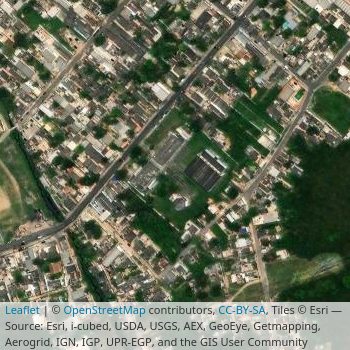 Leaflet | © OpenStreetMap contributors, CC-BY-SA, Tiles © Esri —
Source: Esri, i-cubed, USDA, USGS, AEX, GeoEye, Getmapping,
Aerogrid, IGN, IGP, UPR-EGP, and the GIS User Community